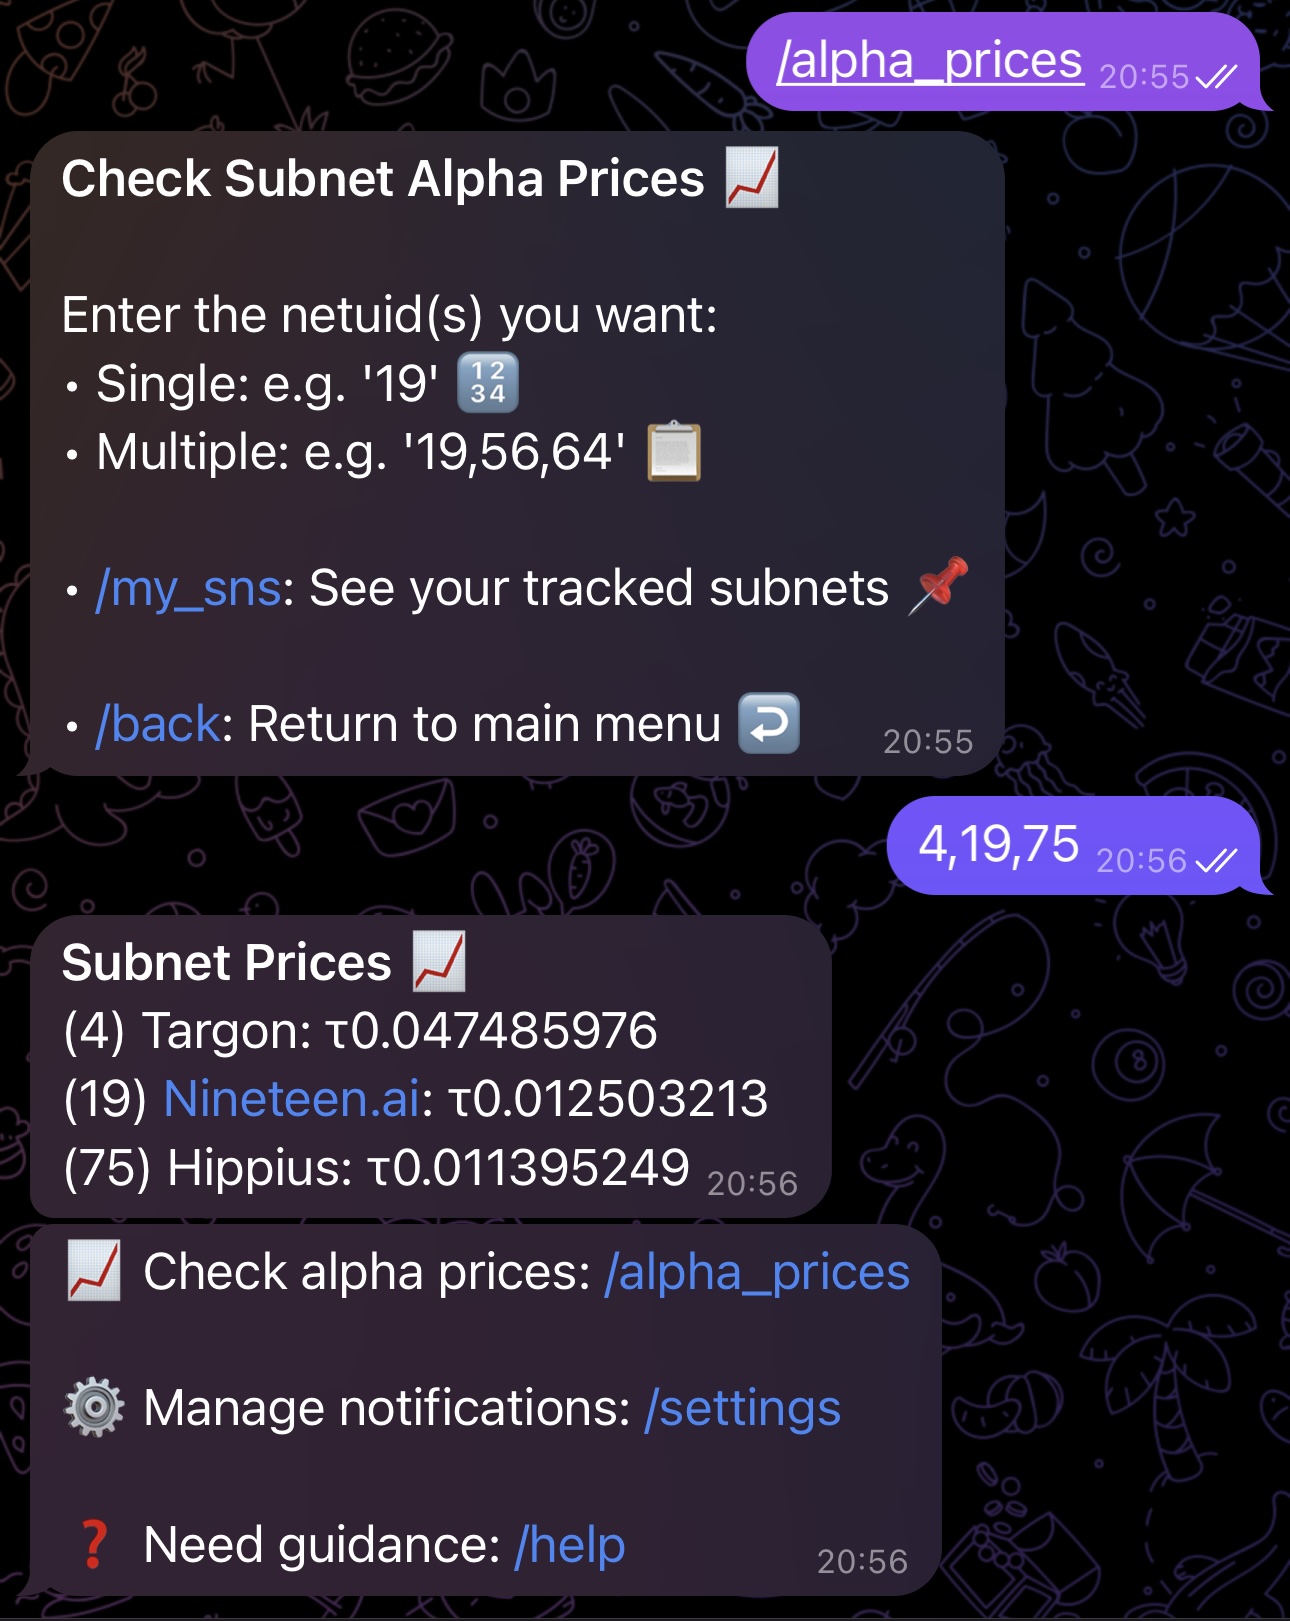 /alpha_prices 20:55
Check Subnet Alpha Prices 📈
Enter the netuid(s) you want:
• Single: e.g. '19' 🔢
• Multiple: e.g. '19,56,64' 📋
• /my_sns: See your tracked subnets 📌
• /back: Return to main menu ↩️ 20:55
4,19,75 20:56
Subnet Prices 📈
(4) Targon: τ0.047485976
(19) Nineteen.ai: τ0.012503213
(75) Hippius: τ0.011395249 20:56
📈 Check alpha prices: /alpha_prices
⚙️ Manage notifications: /settings
❓ Need guidance: /help 20:56